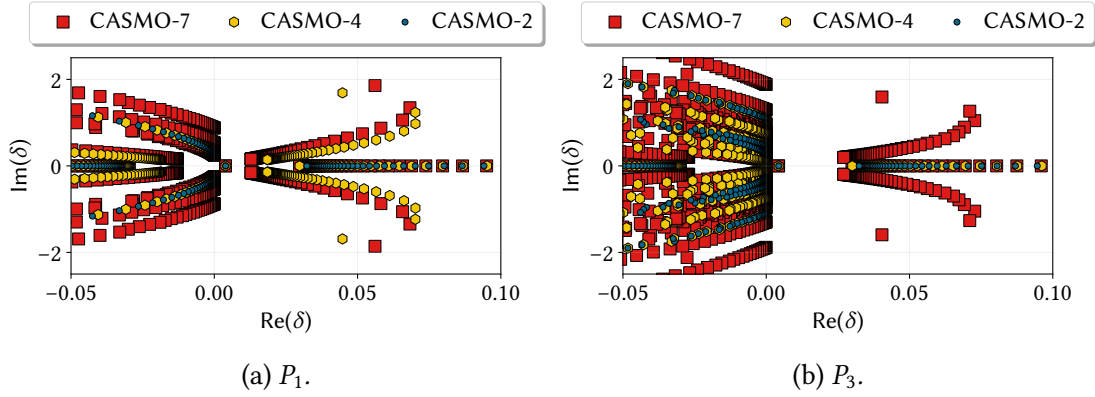 CASMO-7 CASMO-4 CASMO-2
CASMO-7 CASMO-4 CASMO-2
2
0
−2
Im(δ)
−0.05 0.00 0.05 0.10
Re(δ)
2
0
−2
Im(δ)
−0.05 0.00 0.05 0.10
Re(δ)
(a) P₁.
(b) P₃.